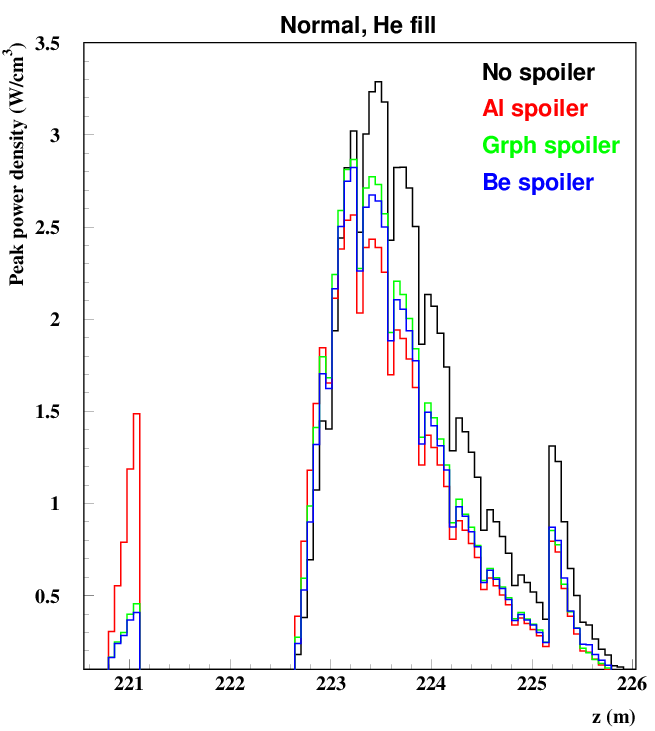 Normal, He fill
Peak power density (W/cm³)
3.5
3
2.5
2
1.5
1
0.5
No spoiler
Al spoiler
Grph spoiler
Be spoiler
221 222 223 224 225 226
z (m)